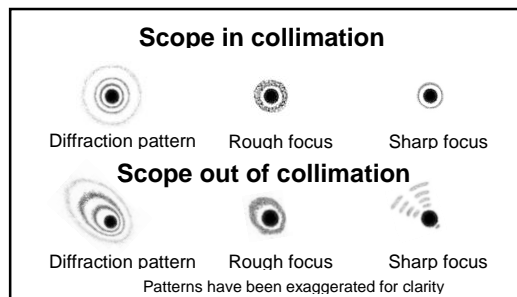 Scope in collimation
Diffraction pattern Rough focus Sharp focus
Scope out of collimation
Diffraction pattern Rough focus Sharp focus
Patterns have been exaggerated for clarity